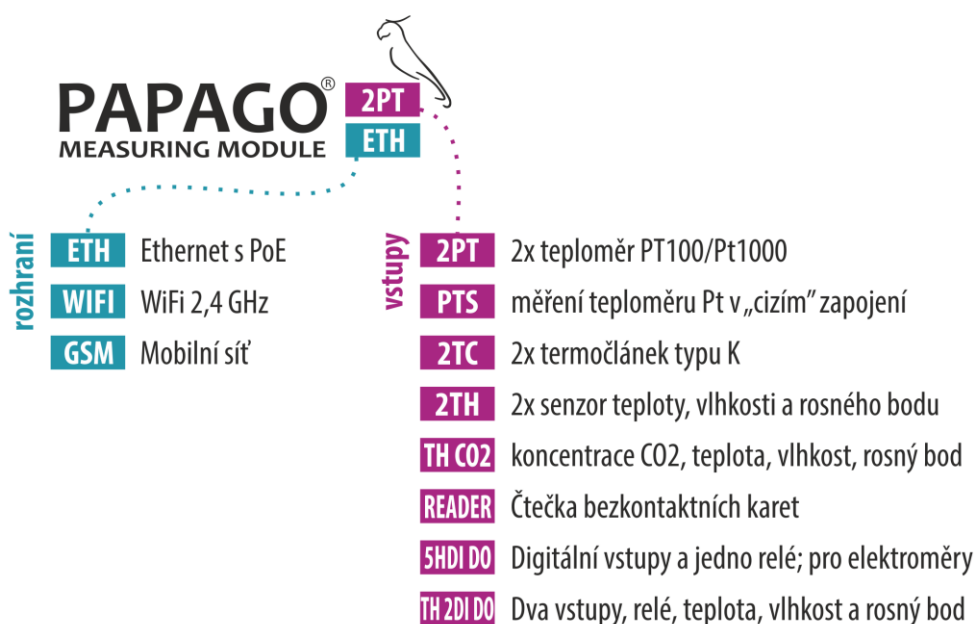 PAPAGO® 2PT
MEASURING MODULE ETH
rozhraní
ETH Ethernet s PoE
WIFI WiFi 2,4 GHz
GSM Mobilní síť
vstupy
2PT 2x teploměr PT100/Pt1000
PTS měření teploměru Pt v „cizím” zapojení
2TC 2x termočlánek typu K
2TH 2x senzor teploty, vlhkosti a rosného bodu
TH CO2 koncentrace CO2, teplota, vlhkost, rosný bod
READER Čtečka bezkontaktních karet
5HDI DO Digitální vstupy a jedno relé; pro elektroměry
TH 2DI DO Dva vstupy, relé, teplota, vlhkost a rosný bod